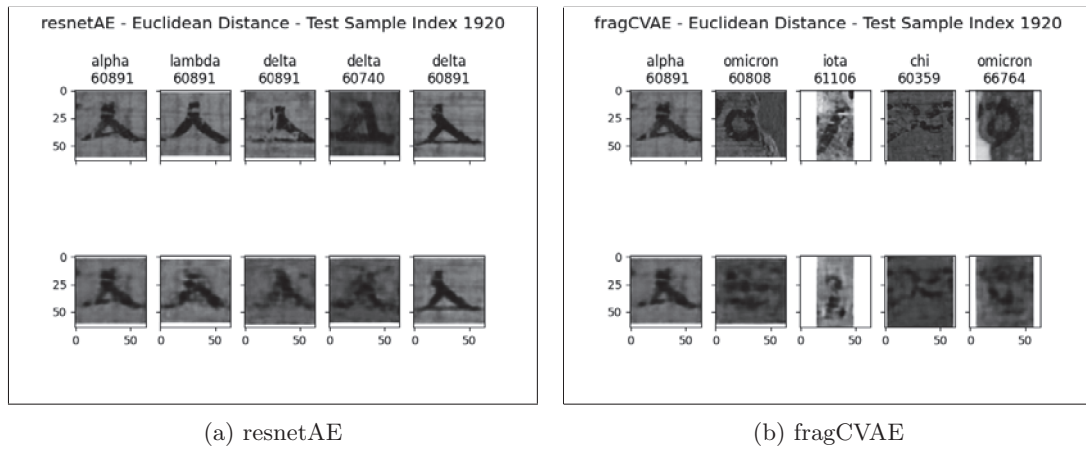 resnetAE - Euclidean Distance - Test Sample Index 1920
alpha lambda delta delta delta
60891 60891 60891 60740 60891
0
25
50
0 50 0 50 0 50 0 50 0 50
0
25
50
0 50 0 50 0 50 0 50 0 50
(a) resnetAE
fragCVAE - Euclidean Distance - Test Sample Index 1920
alpha omicron iota chi omicron
60891 60808 61106 60359 66764
0
25
50
0 50 0 50 0 50 0 50 0 50
0
25
50
0 50 0 50 0 50 0 50 0 50
(b) fragCVAE